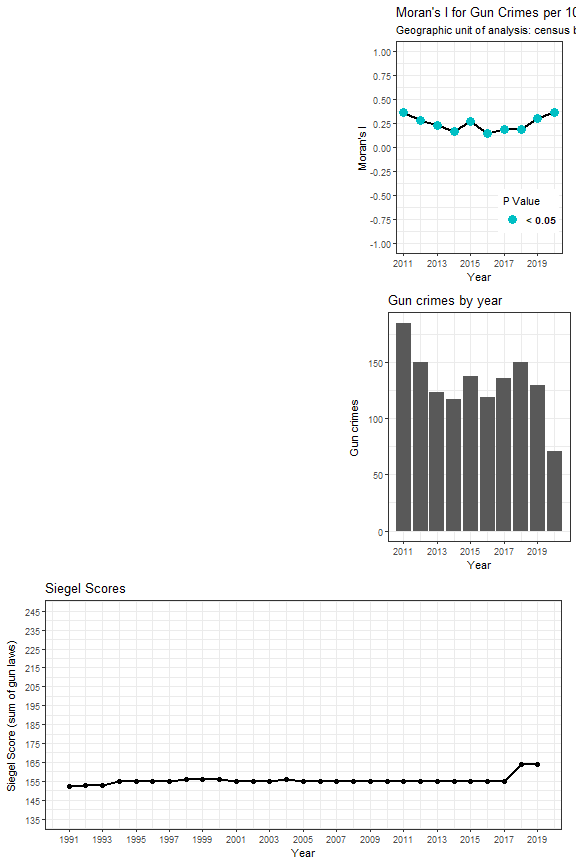 Moran's I for Gun Crimes per 10
Geographic unit of analysis: census b
1.00
0.75
0.50
0.25
0.00
-0.25
-0.50
-0.75
-1.00
Moran's I
P Value
< 0.05
2011 2013 2015 2017 2019
Year
Gun crimes by year
150
100
50
0
Gun crimes
2011 2013 2015 2017 2019
Year
Siegel Scores
245
235
225
215
205
195
185
175
165
155
145
135
Siegel Score (sum of gun laws)
1991 1993 1995 1997 1999 2001 2003 2005 2007 2009 2011 2013 2015 2017 2019
Year